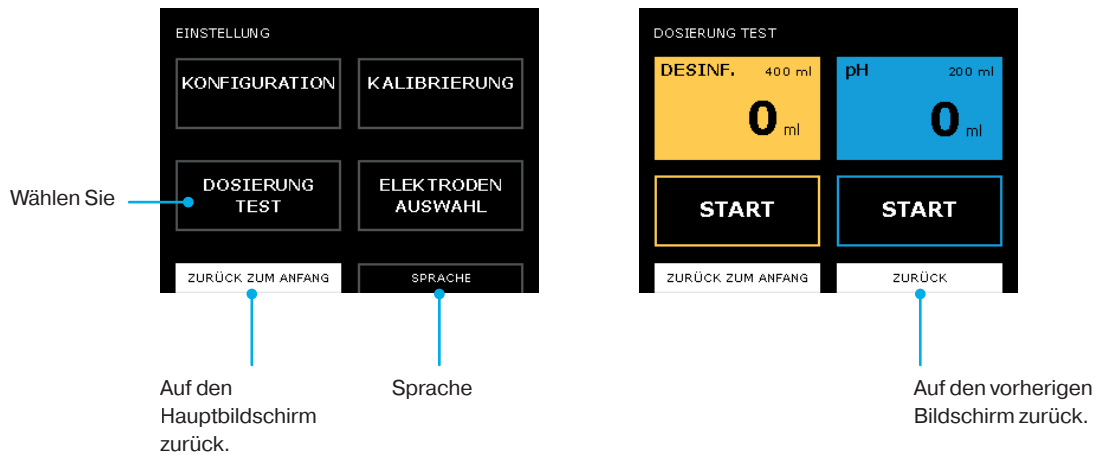 EINSTELLUNG
KONFIGURATION
KALIBRIERUNG
Wählen Sie
DOSIERUNG
TEST
ELEKTRODEN
AUSWAHL
ZURÜCK ZUM ANFANG
SPRACHE
Auf den
Hauptbildschirm
zurück.
Sprache
DOSIERUNG TEST
DESINF. 400 ml
0 ml
pH 200 ml
0 ml
START
START
ZURÜCK ZUM ANFANG
ZURÜCK
Auf den vorherigen
Bildschirm zurück.